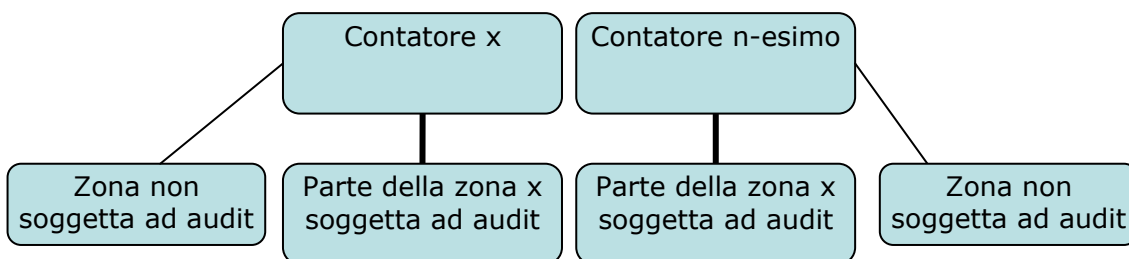 Contatore x
Contatore n-esimo
Zona non
soggetta ad audit
Parte della zona x
soggetta ad audit
Parte della zona x
soggetta ad audit
Zona non
soggetta ad audit